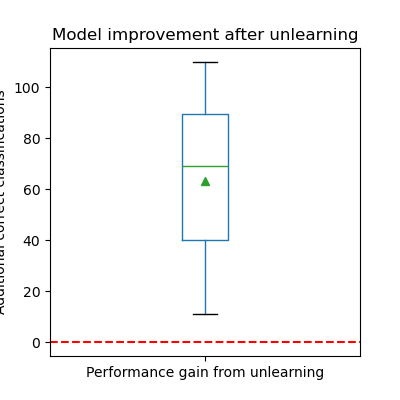 Model improvement after unlearning
Additional correct classifications
100
80
60
40
20
0
Performance gain from unlearning